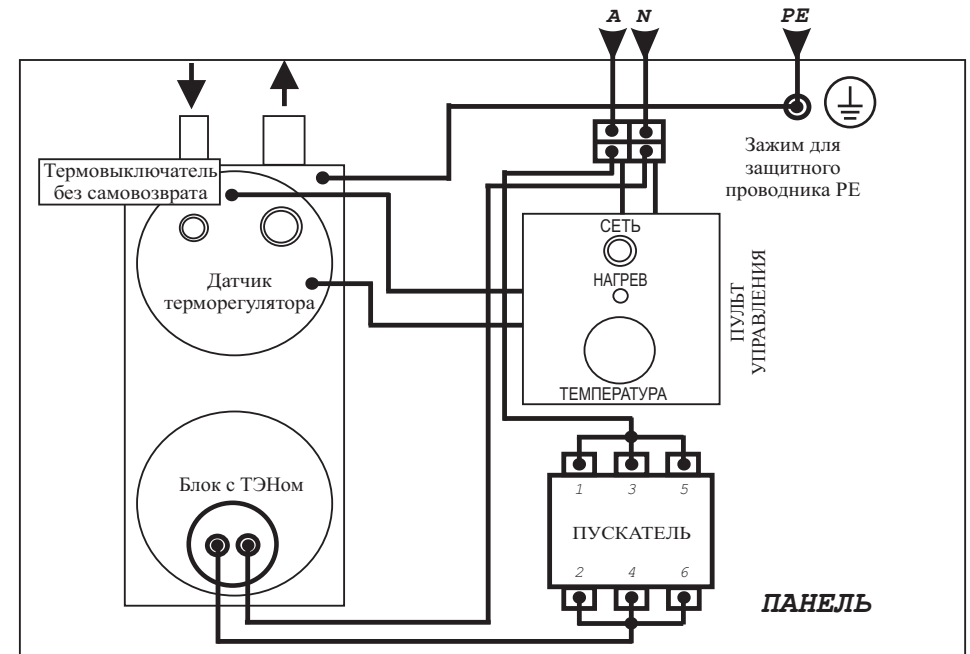 A N PE
Зажим для
защитного
проводника PE
Термовыключатель
без самовозврата
Датчик
терморегулятора
СЕТЬ
НАГРЕВ
ТЕМПЕРАТУРА
ПУЛЬТ
УПРАВЛЕНИЯ
Блок с ТЭНом
1 3 5
ПУСКАТЕЛЬ
2 4 6
ПАНЕЛЬ